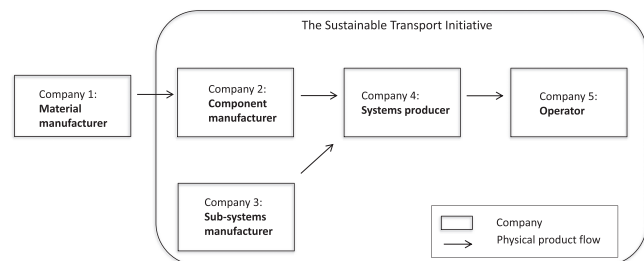 The Sustainable Transport Initiative
Company 1:
Material
manufacturer
Company 2:
Component
manufacturer
Company 4:
Systems producer
Company 5:
Operator
Company 3:
Sub-systems
manufacturer
Company
Physical product flow